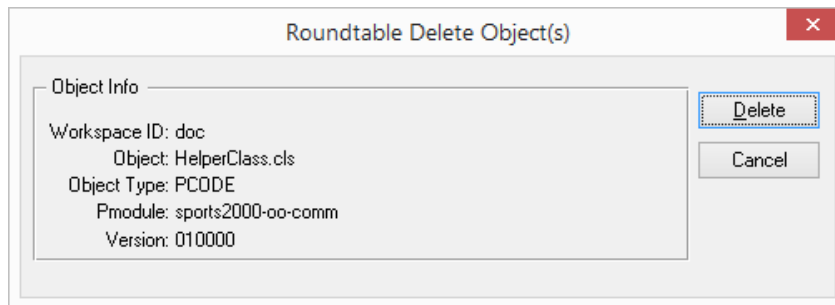 Roundtable Delete Object(s)
Object Info
Workspace ID: doc
Object: HelperClass.cls
Object Type: PCODE
Pmodule: sports2000-oo-comm
Version: 010000
Delete
Cancel